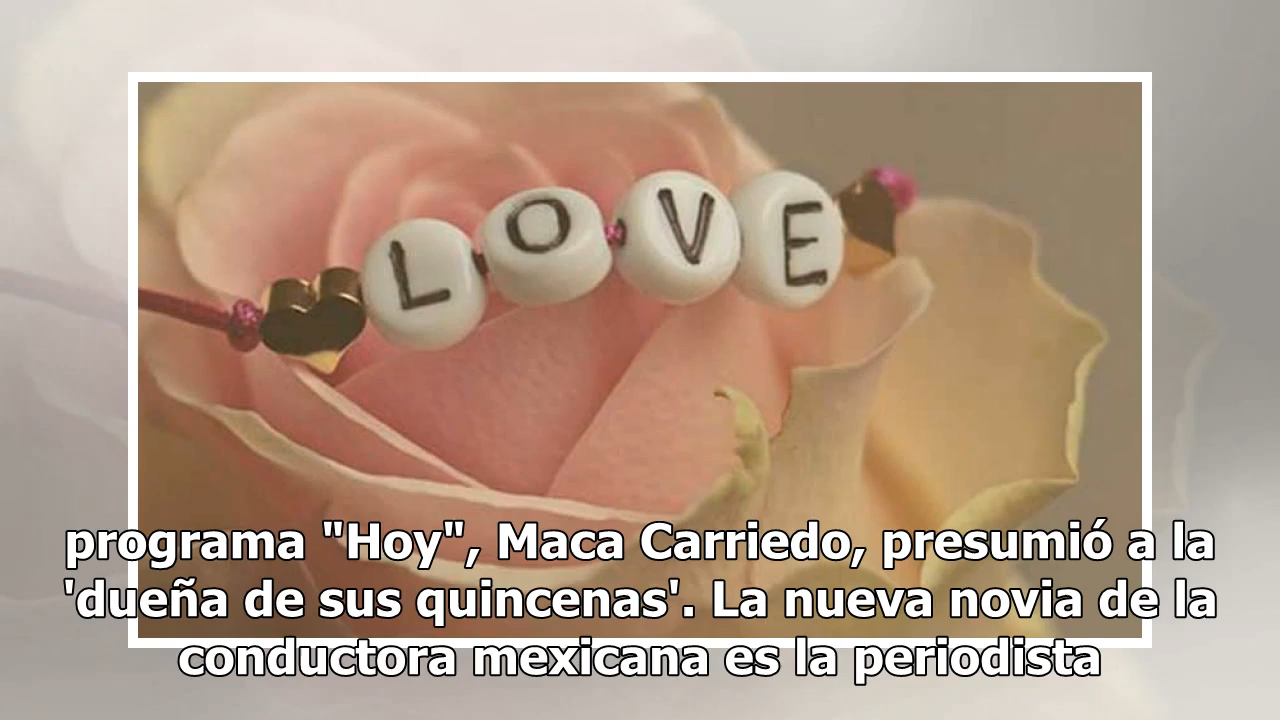 LOVE
programa "Hoy", Maca Carriedo, presumió a la
'dueña de sus quincenas'. La nueva novia de la
conductora mexicana es la periodista